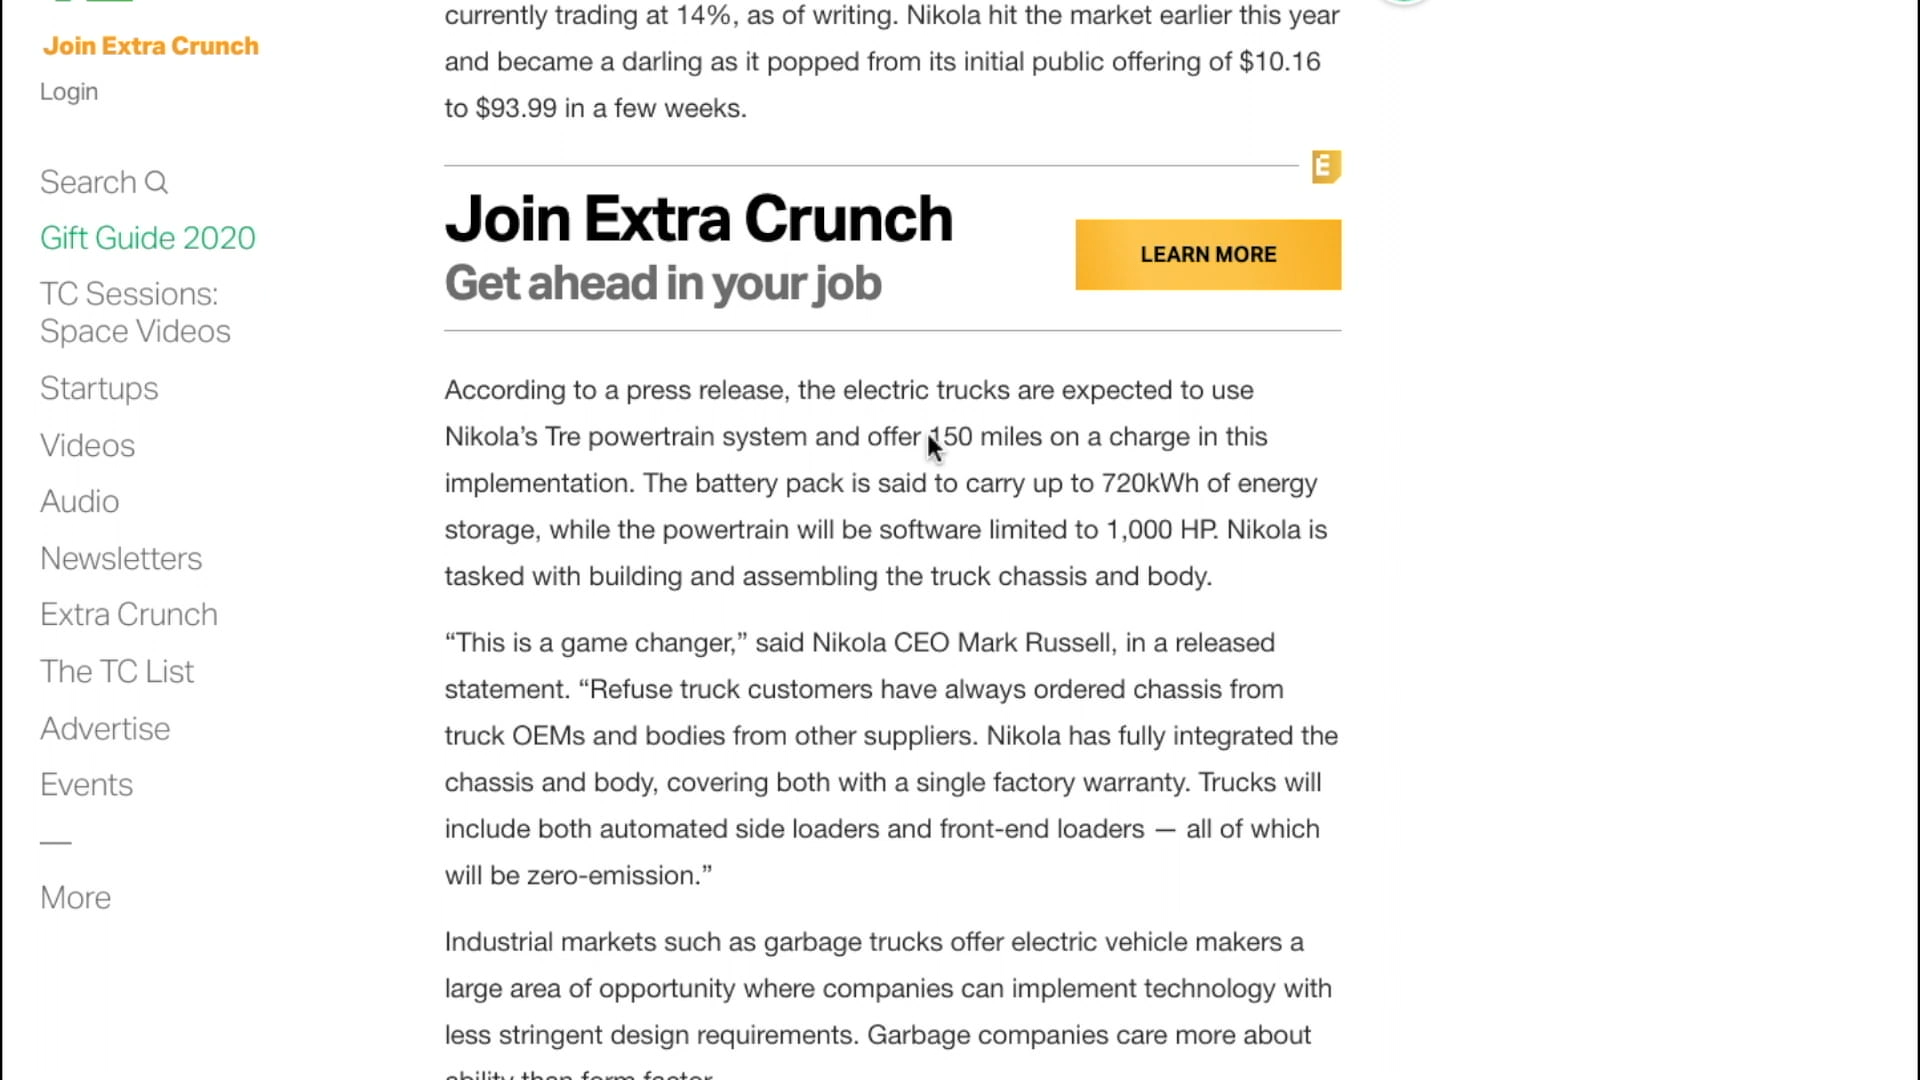 Join Extra Crunch
Login
Search
Gift Guide 2020
TC Sessions:
Space Videos
Startups
Videos
Audio
Newsletters
Extra Crunch
The TC List
Advertise
Events
More
currently trading at 14%, as of writing. Nikola hit the market earlier this year
and became a darling as it popped from its initial public offering of $10.16
to $93.99 in a few weeks.
E
Join Extra Crunch
Get ahead in your job
LEARN MORE
According to a press release, the electric trucks are expected to use
Nikola’s Tre powertrain system and offer 150 miles on a charge in this
implementation. The battery pack is said to carry up to 720kWh of energy
storage, while the powertrain will be software limited to 1,000 HP. Nikola is
tasked with building and assembling the truck chassis and body.
“This is a game changer,” said Nikola CEO Mark Russell, in a released
statement. “Refuse truck customers have always ordered chassis from
truck OEMs and bodies from other suppliers. Nikola has fully integrated the
chassis and body, covering both with a single factory warranty. Trucks will
include both automated side loaders and front-end loaders — all of which
will be zero-emission.”
Industrial markets such as garbage trucks offer electric vehicle makers a
large area of opportunity where companies can implement technology with
less stringent design requirements. Garbage companies care more about
ability than form factor.